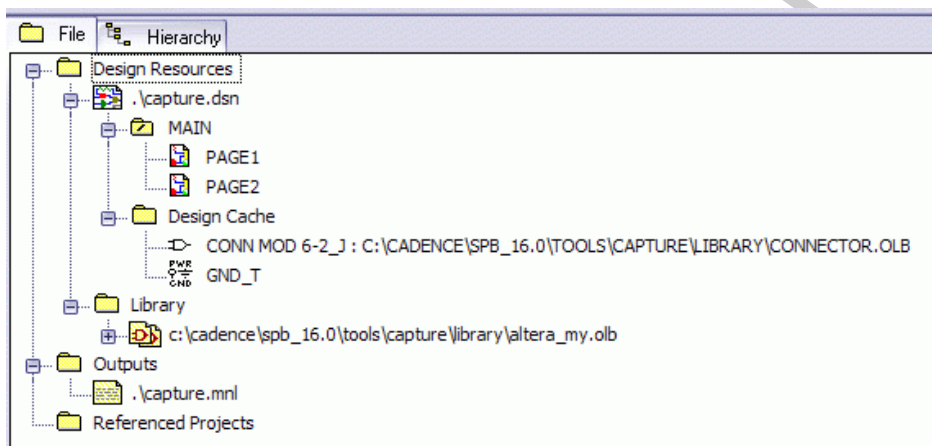 File Hierarchy
Design Resources
.\capture.dsn
MAIN
PAGE1
PAGE2
Design Cache
CONN MOD 6-2_J : C:\CADENCE\SPB_16.0\TOOLS\CAPTURE\LIBRARY\CONNECTOR.OLB
PWR
GND
GND_T
Library
c:\cadence\spb_16.0\tools\capture\library\altera_my.olb
Outputs
.\capture.mnl
Referenced Projects